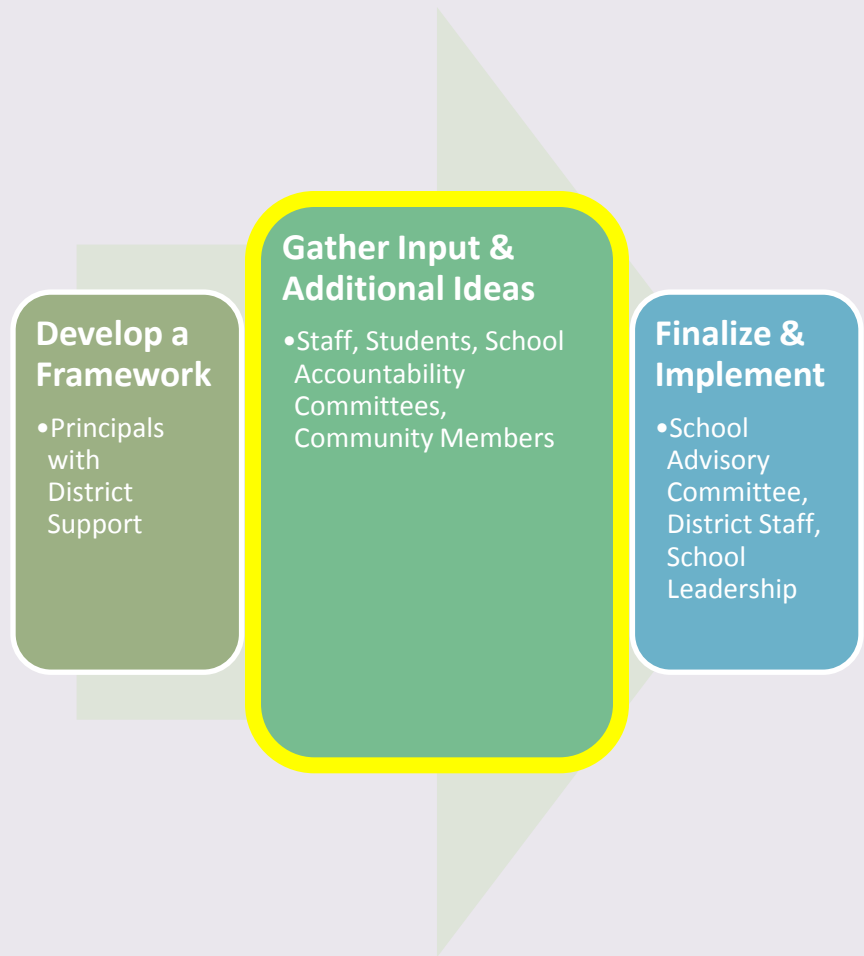 Develop a
Framework
•Principals
with
District
Support
Gather Input &
Additional Ideas
•Staff, Students, School
Accountability
Committees,
Community Members
Finalize &
Implement
•School
Advisory
Committee,
District Staff,
School
Leadership